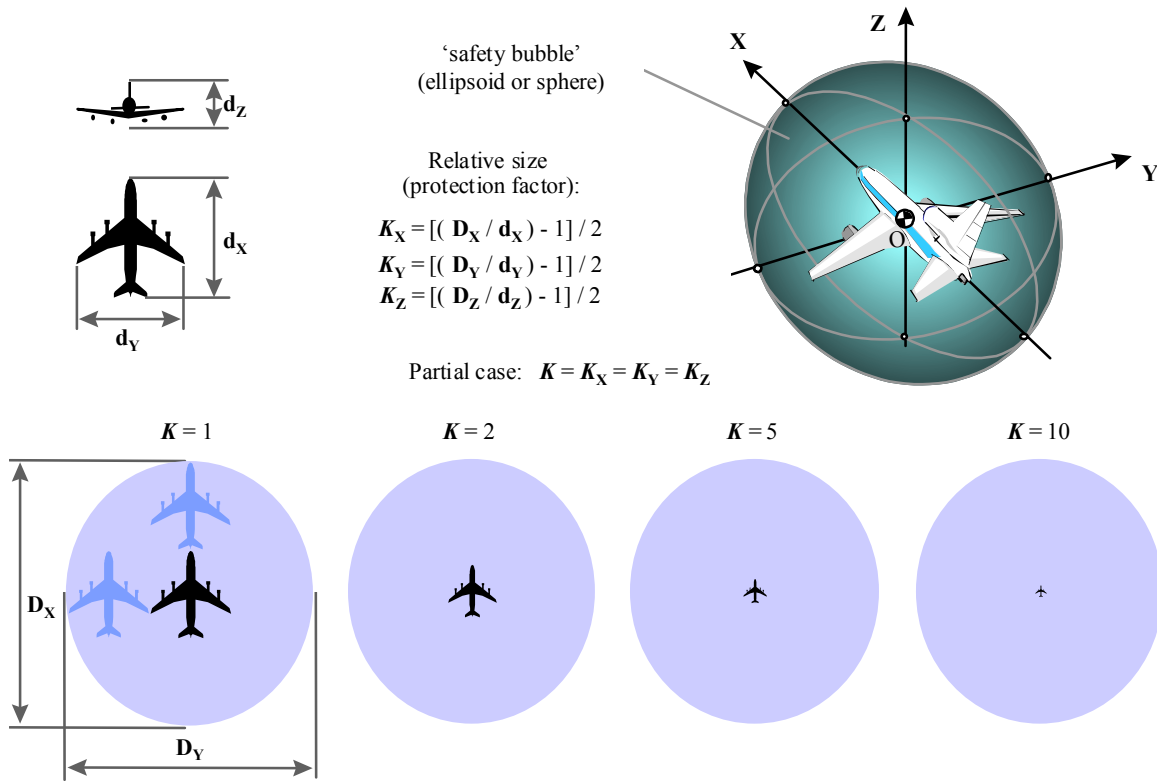 ‘safety bubble’
(ellipsoid or sphere)
Z
X
Y
O
d_Z
d_X
d_Y
Relative size
(protection factor):
K_X = [( D_X / d_X ) - 1] / 2
K_Y = [( D_Y / d_Y ) - 1] / 2
K_Z = [( D_Z / d_Z ) - 1] / 2
Partial case: K = K_X = K_Y = K_Z
K = 1
K = 2
K = 5
K = 10
D_X
D_Y